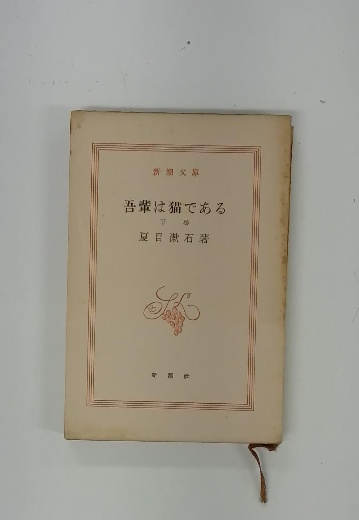 新潮文庫
吾輩は猫である
下巻
夏目漱石著
新潮社